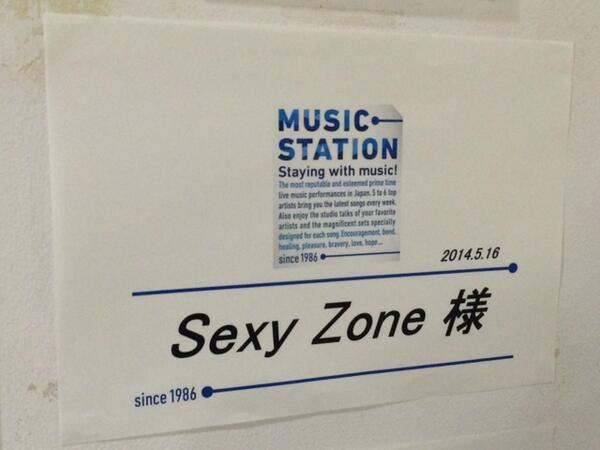 MUSIC
STATION
Staying with music!
The most reputable and esteemed prime time
live music performances in Japan. 5 to 6 top
artists bring you the latest songs every week.
Also enjoy the studio talks of your favorite
artists and the magnificent sets specially
designed for each song. Encouragement, bond,
healing, pleasure, bravery, love, hope ...
since 1986
2014.5.16
Sexy Zone 様
since 1986